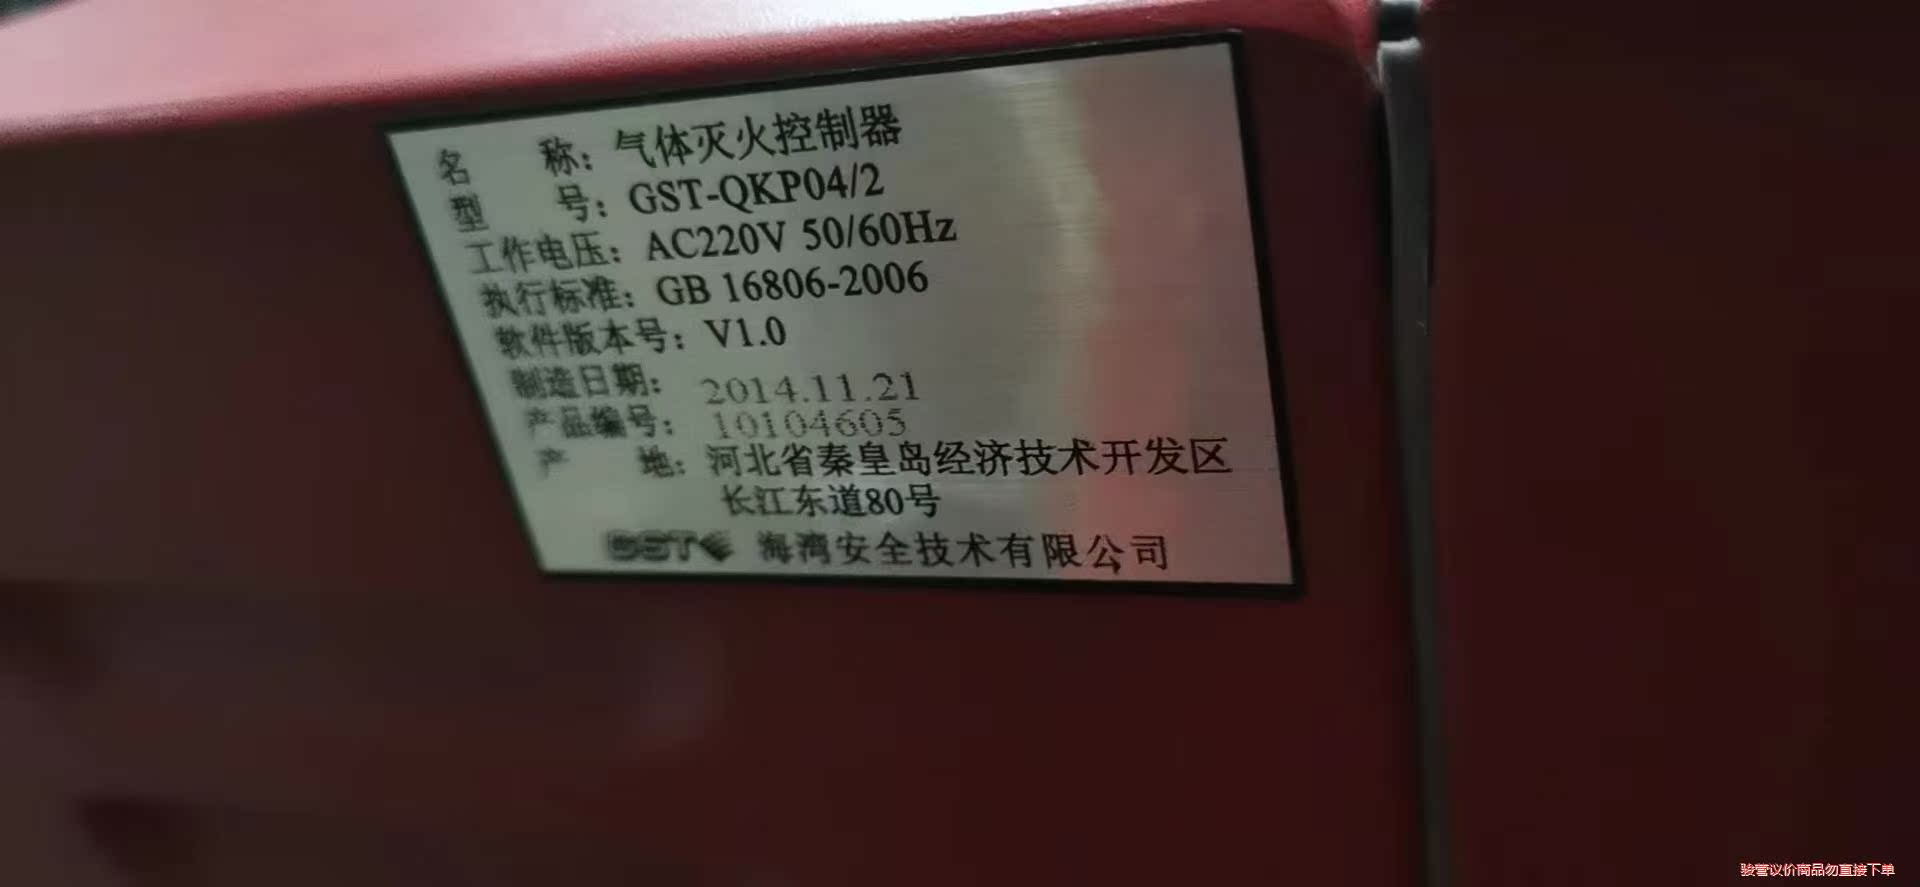 名 称: 气体灭火控制器
型 号: GST-QKP04/2
工作电压: AC220V 50/60Hz
执行标准: GB 16806-2006
软件版本号: V1.0
制造日期: 2014.11.21
产品编号: 10104605
产 地: 河北省秦皇岛经济技术开发区
长江东道80号
GST 海湾安全技术有限公司
骏萱议价商品勿直接下单